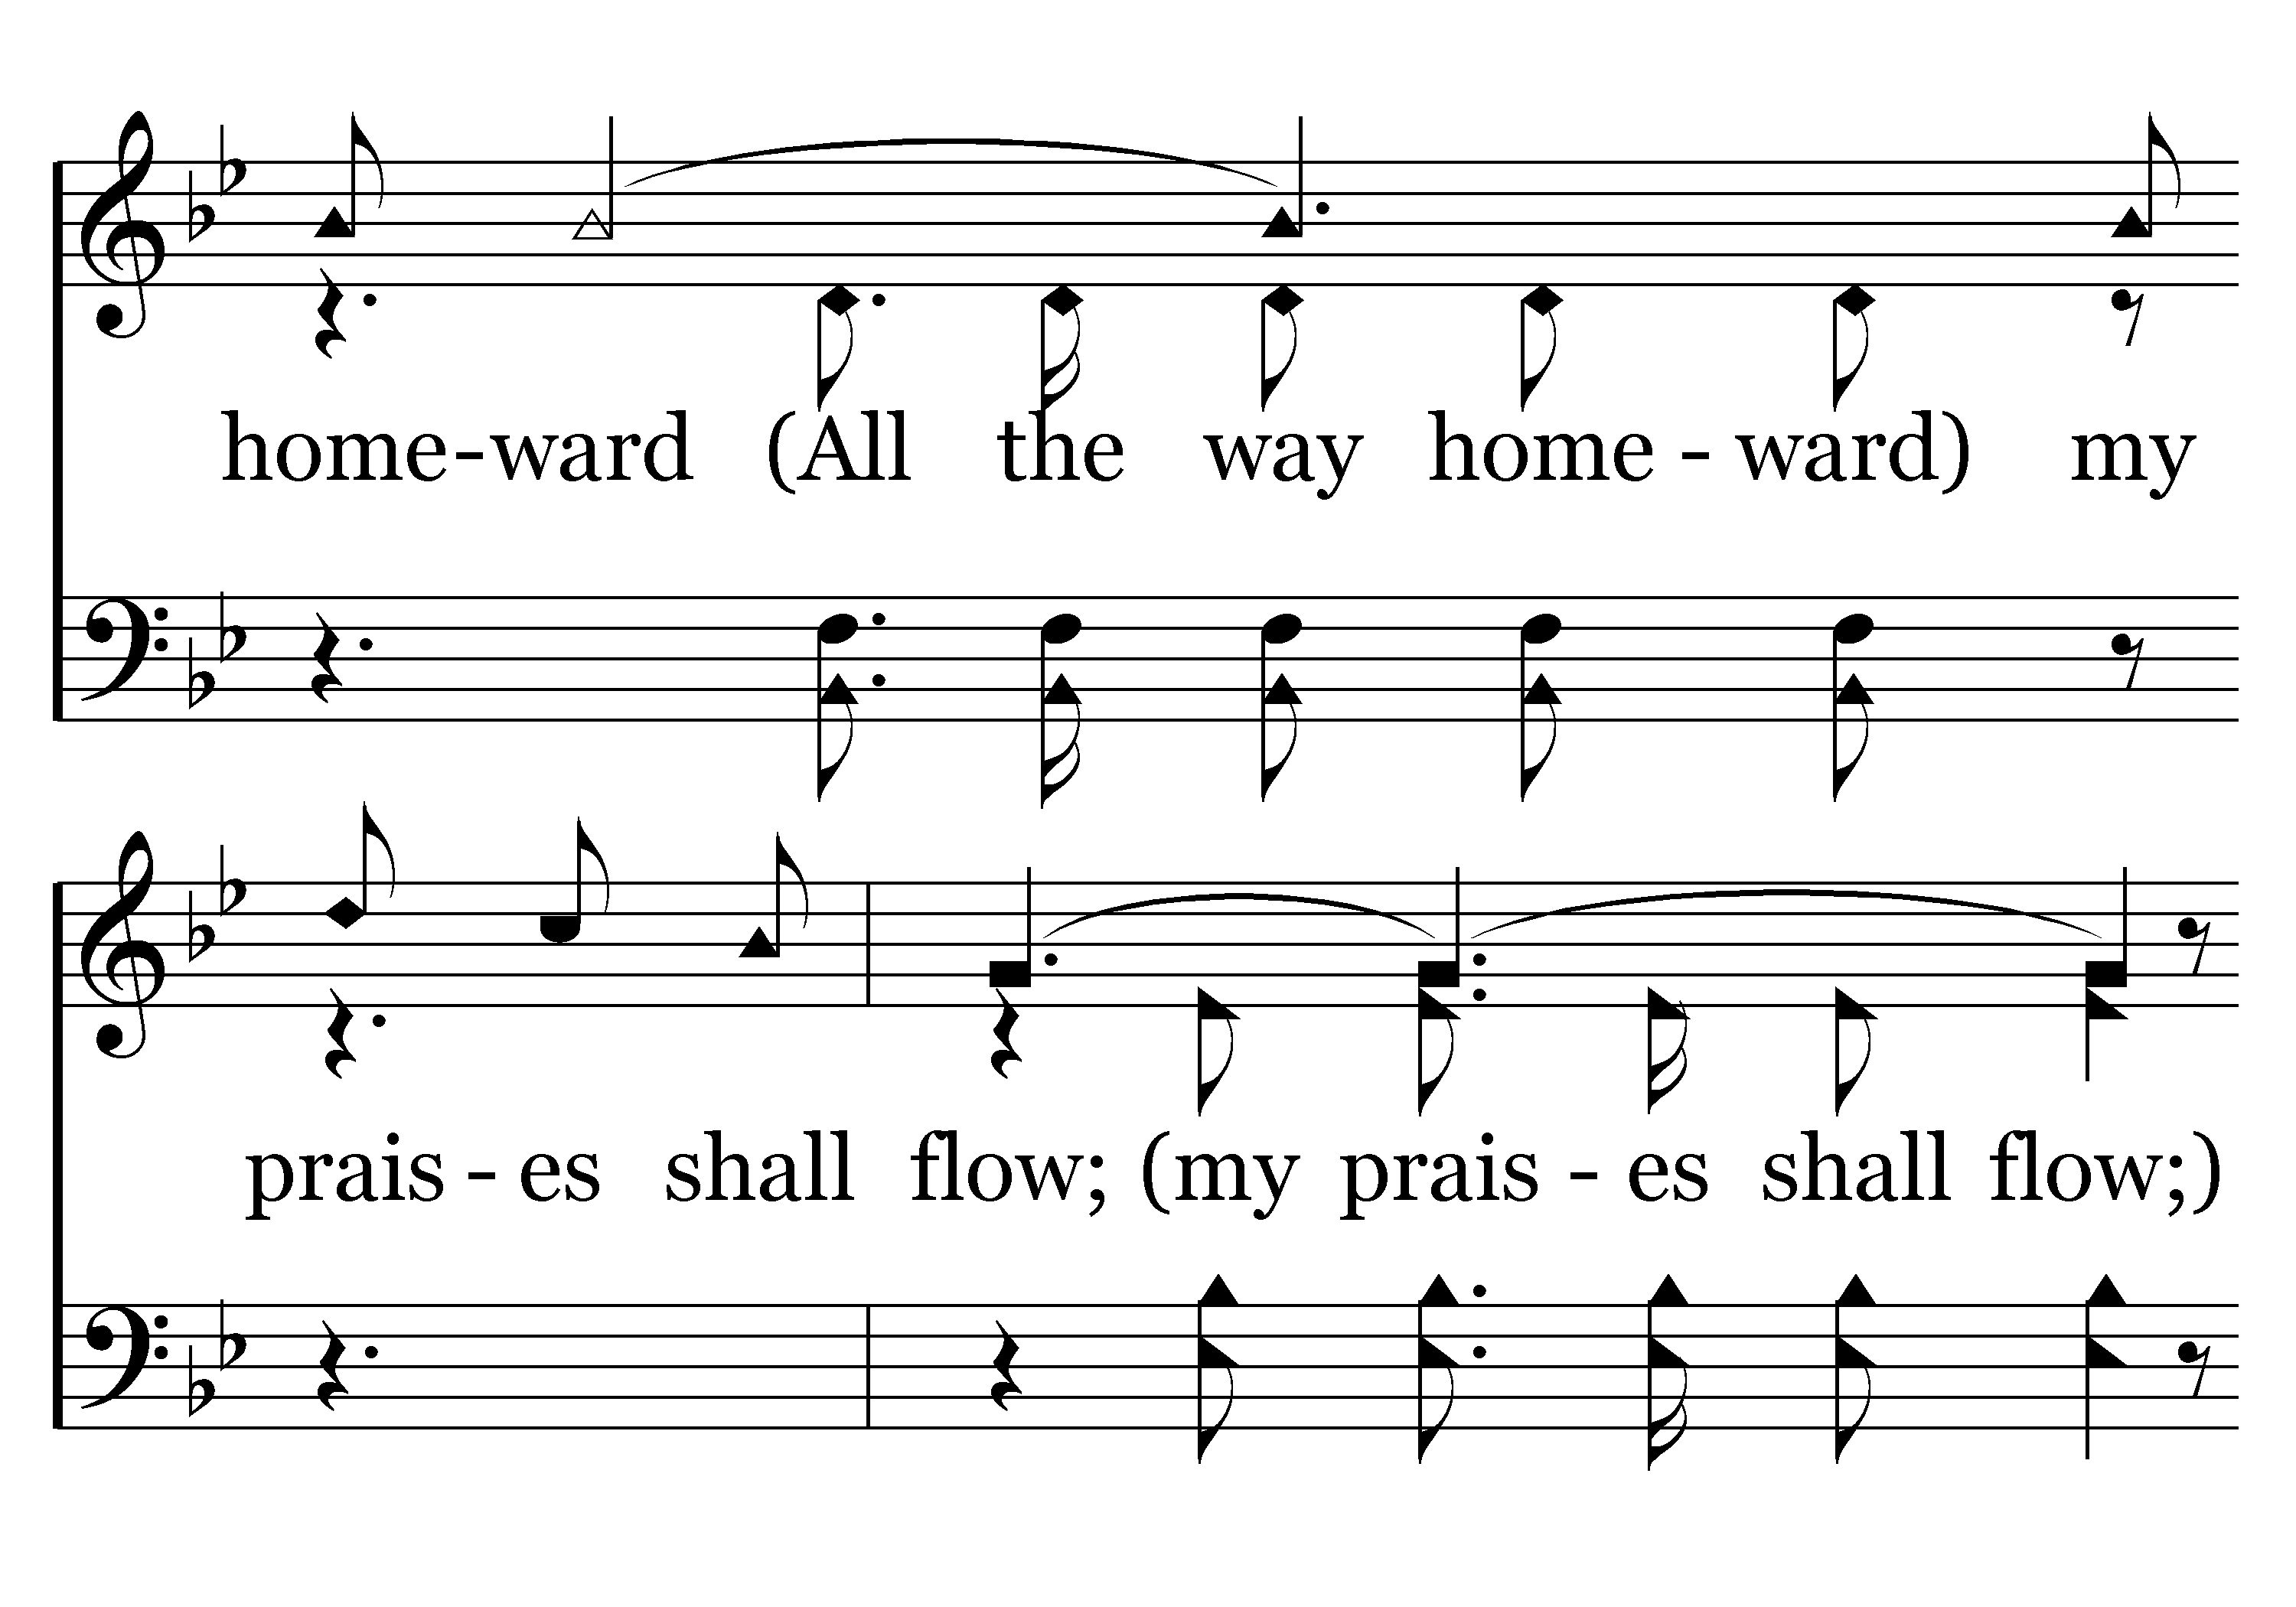 home-ward (All the way home - ward) my
prais - es shall flow; (my prais - es shall flow;)